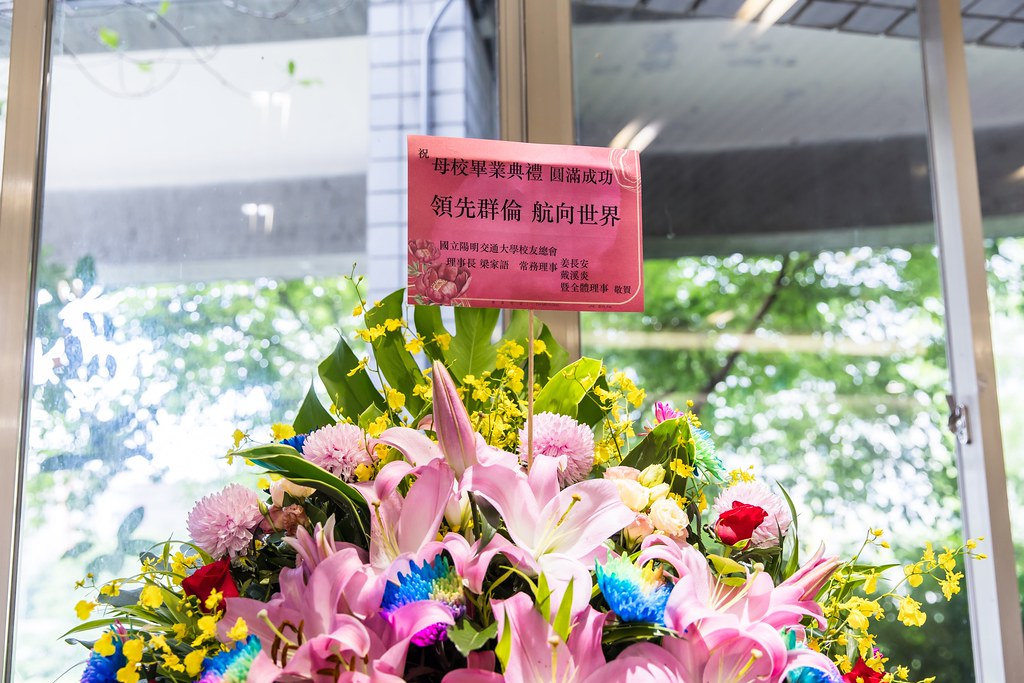 祝
母校畢業典禮 圓滿成功
領先群倫 航向世界
國立陽明交通大學校友總會
理事長 梁家語 常務理事 姜長安
戴溪炎
暨全體理事 敬賀